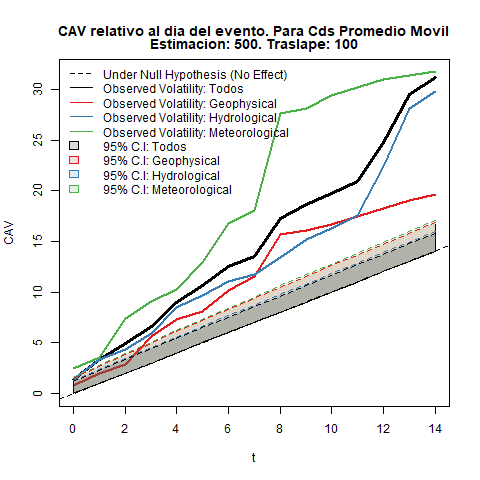 CAV relativo al dia del evento. Para Cds Promedio Movil
Estimacion: 500. Traslape: 100
Under Null Hypothesis (No Effect)
Observed Volatility: Todos
Observed Volatility: Geophysical
Observed Volatility: Hydrological
Observed Volatility: Meteorological
95% C.I: Todos
95% C.I: Geophysical
95% C.I: Hydrological
95% C.I: Meteorological
CAV
30
25
20
15
10
5
0
0 2 4 6 8 10 12 14
t